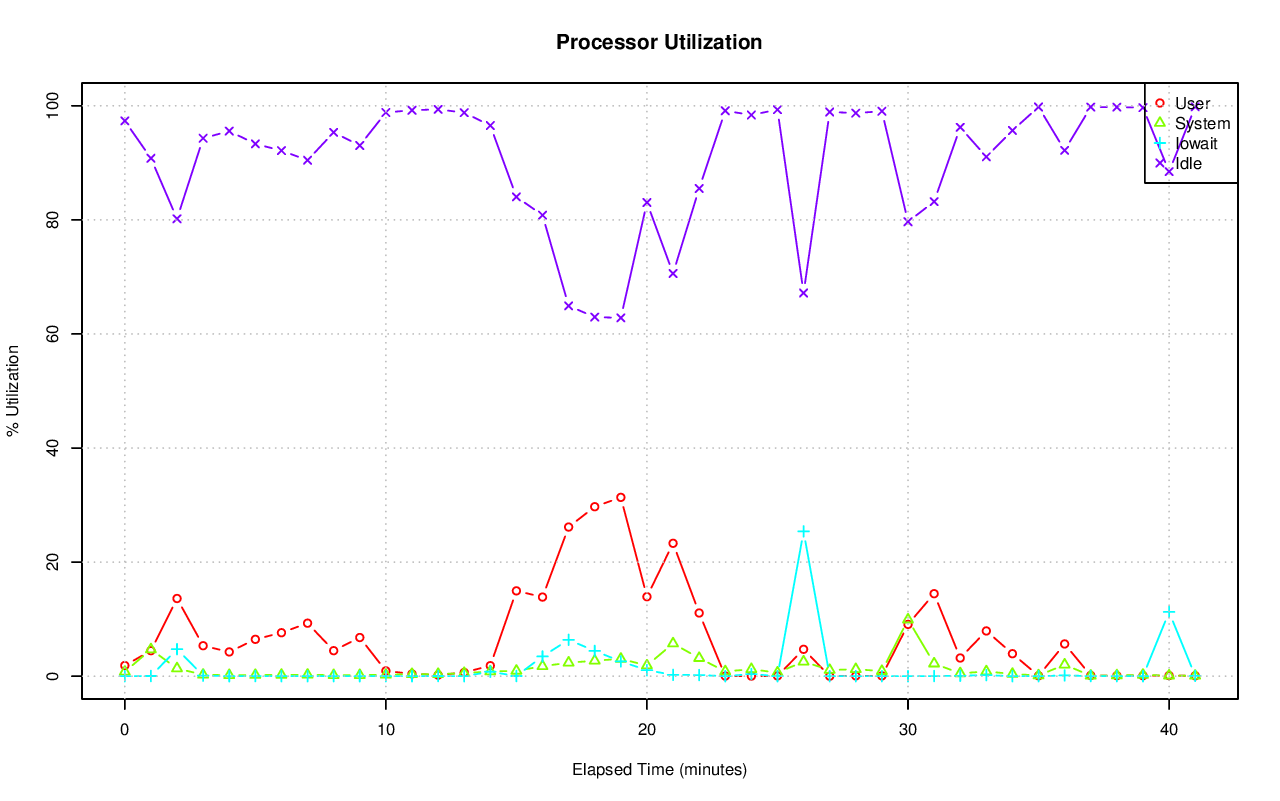 Processor Utilization
% Utilization
100
80
60
40
20
0
User
System
Iowait
Idle
0 10 20 30 40
Elapsed Time (minutes)